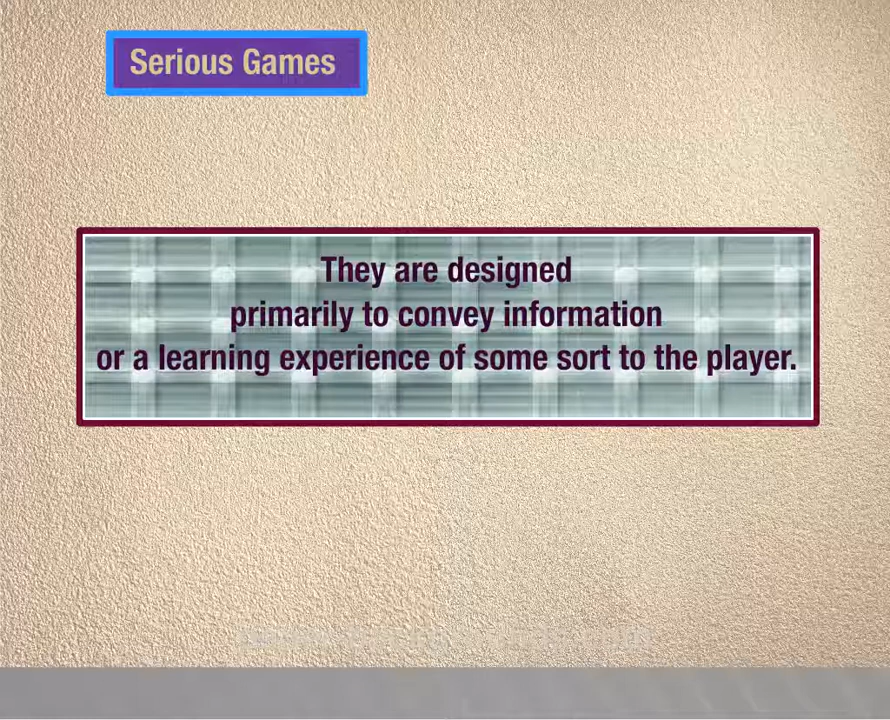 Serious Games
They are designed
primarily to convey information
or a learning experience of some sort to the player.